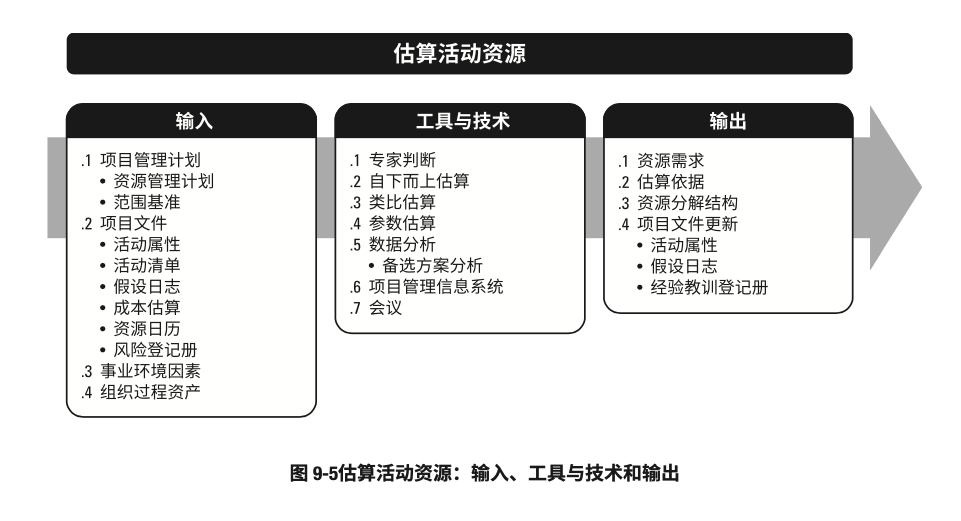 估算活动资源
输入
.1 项目管理计划
• 资源管理计划
• 范围基准
.2 项目文件
• 活动属性
• 活动清单
• 假设日志
• 成本估算
• 资源日历
• 风险登记册
.3 事业环境因素
.4 组织过程资产
工具与技术
.1 专家判断
.2 自下而上估算
.3 类比估算
.4 参数估算
.5 数据分析
• 备选方案分析
.6 项目管理信息系统
.7 会议
输出
.1 资源需求
.2 估算依据
.3 资源分解结构
.4 项目文件更新
• 活动属性
• 假设日志
• 经验教训登记册
图 9-5估算活动资源：输入、工具与技术和输出